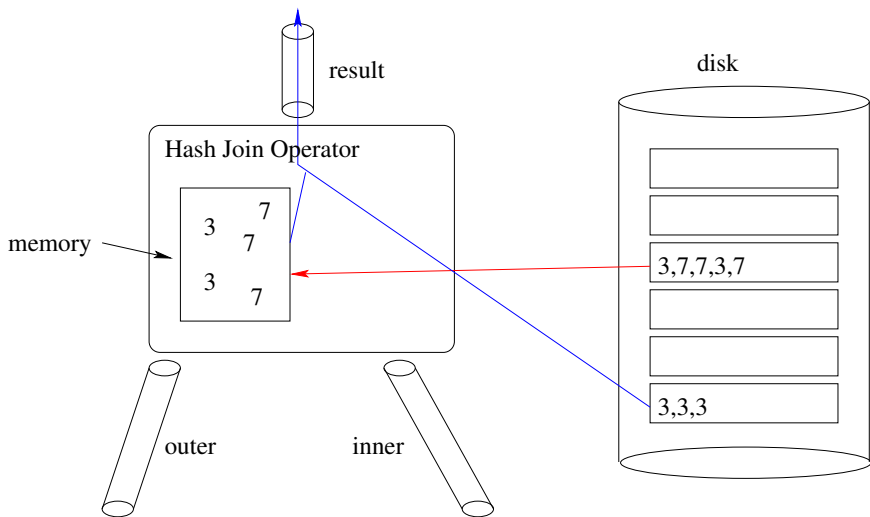 result
disk
Hash Join Operator
memory
3
7
7
3
7
3,7,7,3,7
3,3,3
outer
inner